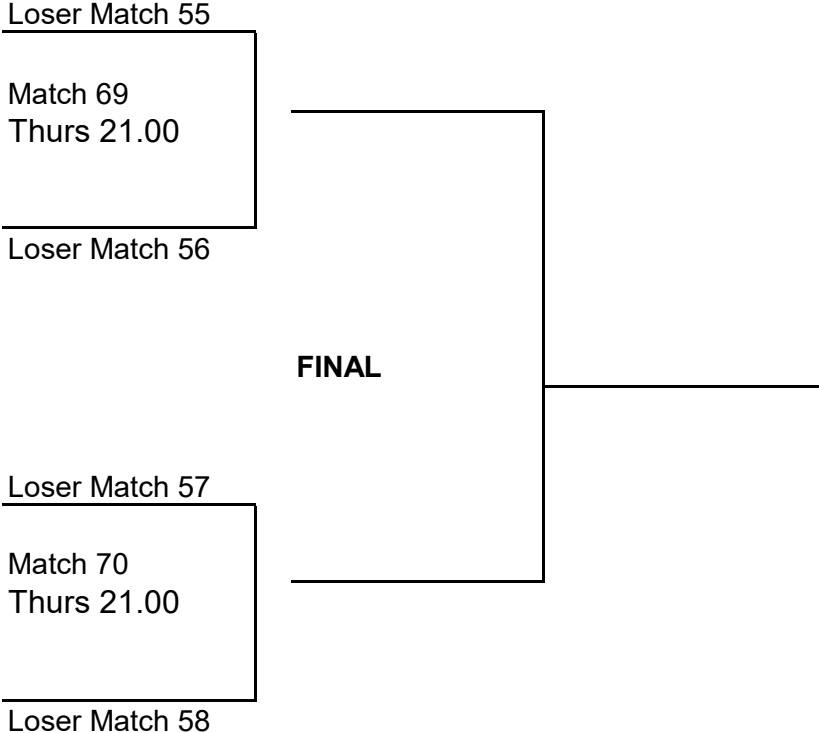 Loser Match 55
Match 69
Thurs 21.00
Loser Match 56
FINAL
Loser Match 57
Match 70
Thurs 21.00
Loser Match 58